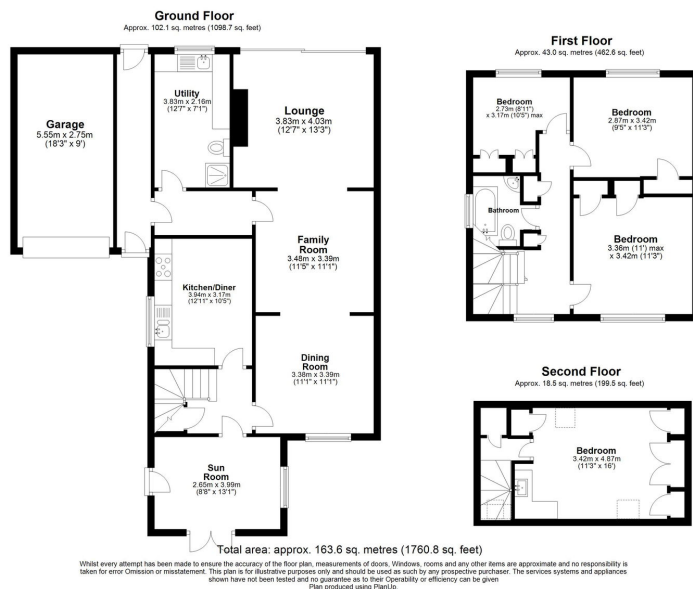 Ground Floor
Approx. 102.1 sq. metres (1098.7 sq. feet)
Garage
5.55m x 2.75m
(18'3" x 9')
Utility
3.83m x 2.16m
(12'7" x 7'1")
Lounge
3.83m x 4.03m
(12'7" x 13'3")
Family
Room
3.48m x 3.39m
(11'5" x 11'1")
Kitchen/Diner
3.94m x 3.17m
(12'11" x 10'5")
Dining
Room
3.38m x 3.39m
(11'1" x 11'1")
Sun
Room
2.65m x 3.99m
(8'8" x 13'1")
First Floor
Approx. 43.0 sq. metres (462.6 sq. feet)
Bedroom
2.73m (8'11")
x 3.17m (10'5") max
Bedroom
2.87m x 3.42m
(9'5" x 11'3")
Bathroom
Bedroom
3.36m (11') max
x 3.42m (11'3")
Second Floor
Approx. 18.5 sq. metres (199.5 sq. feet)
Bedroom
3.42m x 4.87m
(11'3" x 16')
Total area: approx. 163.6 sq. metres (1760.8 sq. feet)
Whilst every attempt has been made to ensure the accuracy of the floor plan, measurements of doors, Windows, rooms and any other items are approximate and no responsibility is
taken for error Omission or misstatement. This plan is for illustrative purposes only and should be used as such by any prospective purchaser. The services systems and appliances
shown have not been tested and no guarantee as to their Operability or efficiency can be given
Plan produced using PlanUp.